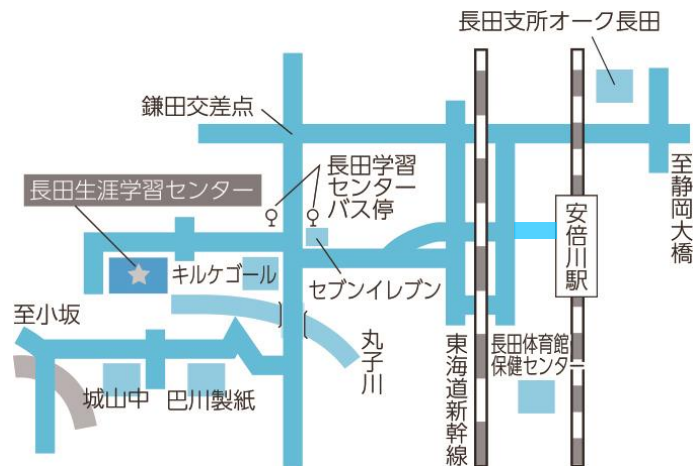 長田支所オーク長田
鎌田交差点
長田学習
センター
バス停
長田生涯学習センター
至静岡大橋
安倍川駅
キルケゴール
セブンイレブン
至小坂
丸子川
東海道新幹線
長田体育館
保健センター
城山中
巴川製紙